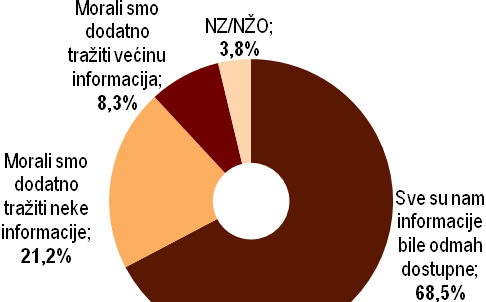 Morali smo
dodatno
tražiti većinu
informacija;
8,3%
NZ/NŽO;
3,8%
Morali smo
dodatno
tražiti neke
informacije;
21,2%
Sve su nam
informacije
bile odmah
dostupne;
68,5%